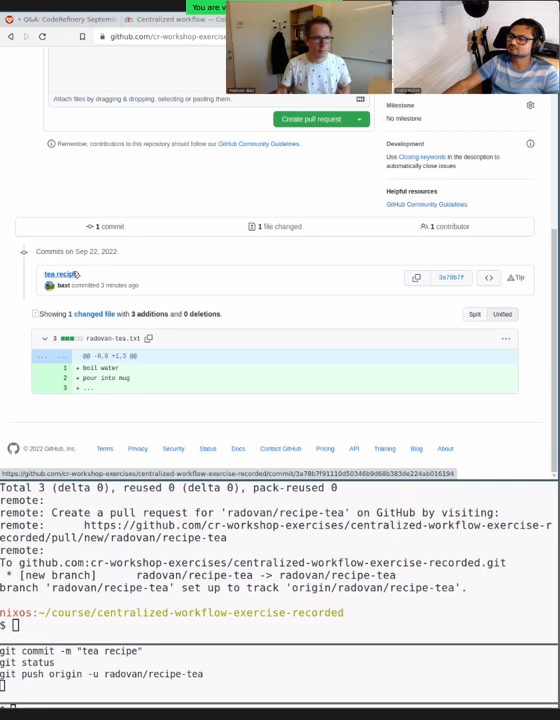 You are v
Q&A: CodeRefinery Septemb
Centralized workflow — Col
github.com/cr-workshop-exercise
Attach files by dragging & dropping, selecting or pasting them.
Create pull request
Remember, contributions to this repository should follow our GitHub Community Guidelines.
Milestone
No milestone
Development
Use Closing keywords in the description to
automatically close issues
Helpful resources
GitHub Community Guidelines
1 commit
1 file changed
1 contributor
Commits on Sep 22, 2022
tea recipe
bast committed 3 minutes ago
3a78b7f
Tip
Showing 1 changed file with 3 additions and 0 deletions.
Split
Unified
3
radovan-tea.txt
... ... @@ -0,0 +1,3 @@
1 + boil water
2 + pour into mug
3 + ...
© 2022 GitHub, Inc.
Terms
Privacy
Security
Status
Docs
Contact GitHub
Pricing
API
Training
Blog
About
https://github.com/cr-workshop-exercises/centralized-workflow-exercise-recorded/commit/3a78b7f91110d50346b9d68b383de224ab016194
Total 3 (delta 0), reused 0 (delta 0), pack-reused 0
remote:
remote: Create a pull request for 'radovan/recipe-tea' on GitHub by visiting:
remote:      https://github.com/cr-workshop-exercises/centralized-workflow-exercise-r
ecorded/pull/new/radovan/recipe-tea
remote:
To github.com:cr-workshop-exercises/centralized-workflow-exercise-recorded.git
 * [new branch]      radovan/recipe-tea -> radovan/recipe-tea
branch 'radovan/recipe-tea' set up to track 'origin/radovan/recipe-tea'.
nixos:~/course/centralized-workflow-exercise-recorded
$
git commit -m "tea recipe"
git status
git push origin -u radovan/recipe-tea